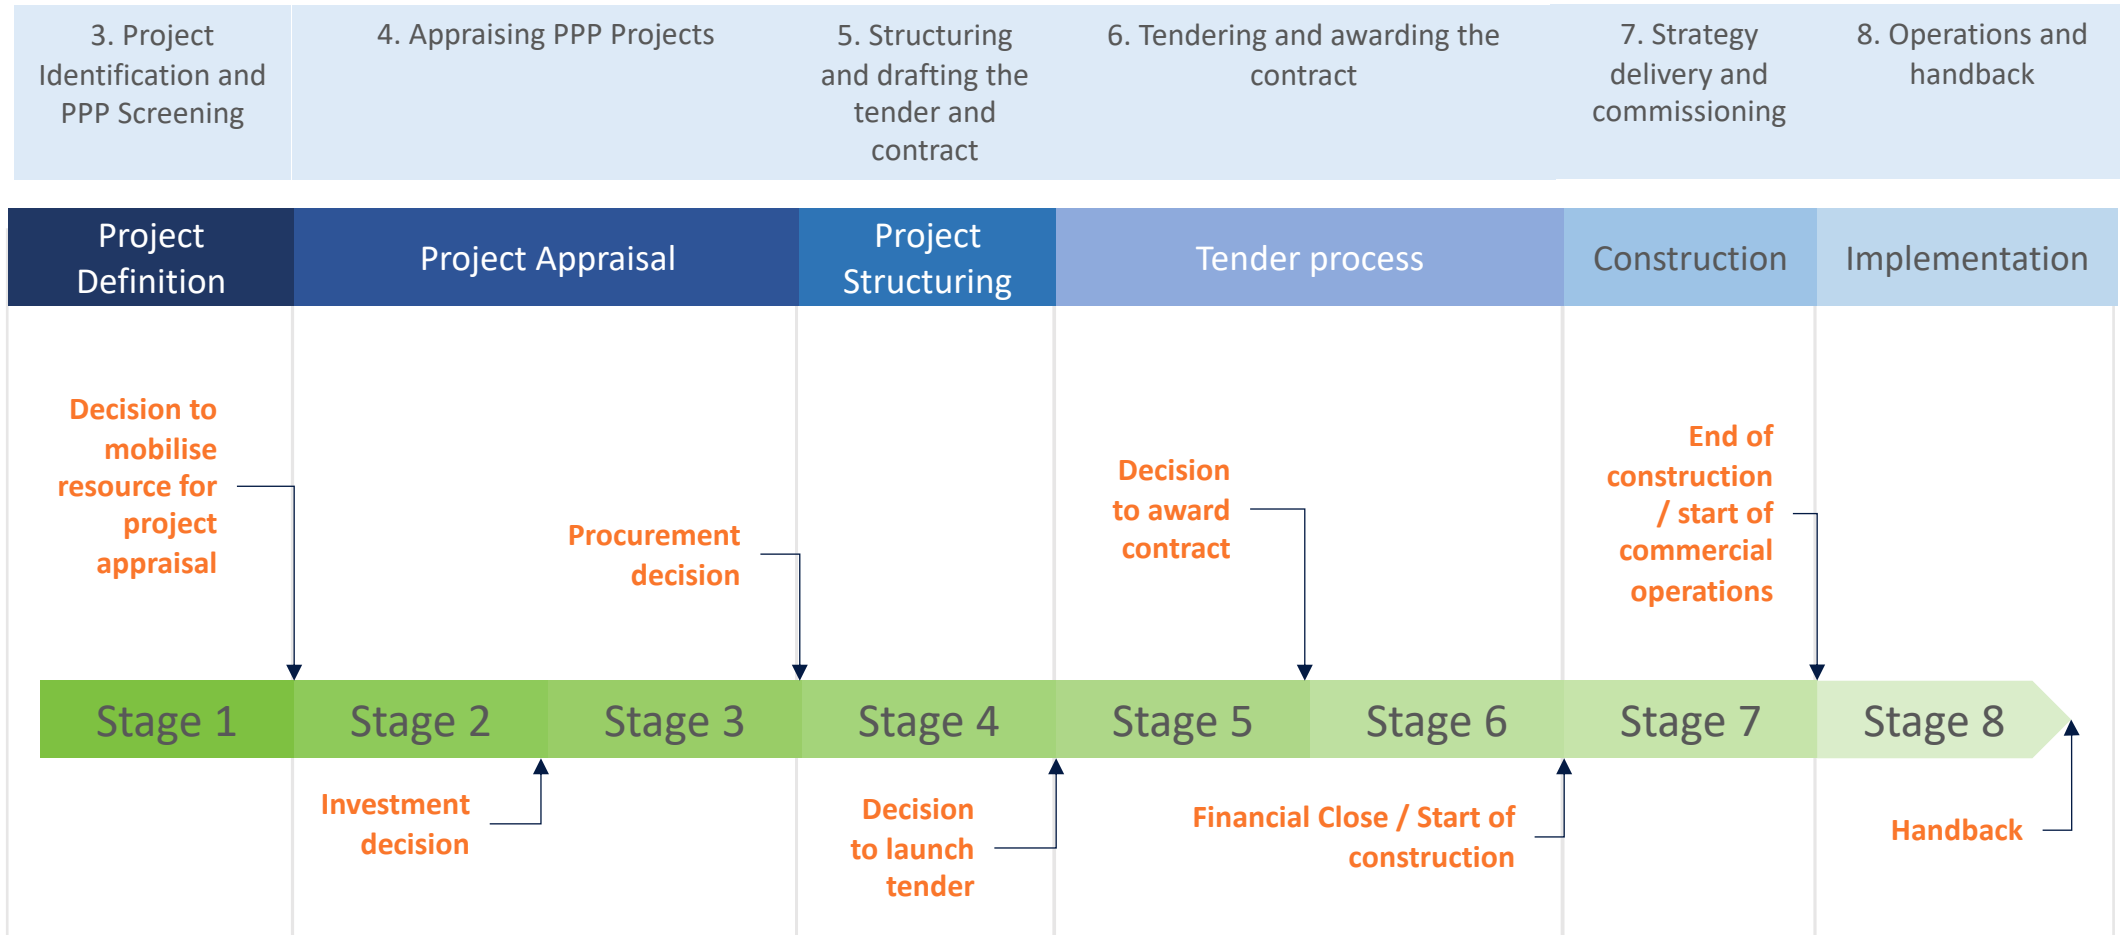 3. Project
Identification and
PPP Screening
4. Appraising PPP Projects
5. Structuring
and drafting the
tender and
contract
6. Tendering and awarding the
contract
7. Strategy
delivery and
commissioning
8. Operations and
handback
Project
Definition
Project Appraisal
Project
Structuring
Tender process
Construction
Implementation
Decision to
mobilise
resource for
project
appraisal
Procurement
decision
Decision
to award
contract
End of
construction
/ start of
commercial
operations
Stage 1
Stage 2
Stage 3
Stage 4
Stage 5
Stage 6
Stage 7
Stage 8
Investment
decision
Decision
to launch
tender
Financial Close / Start of
construction
Handback